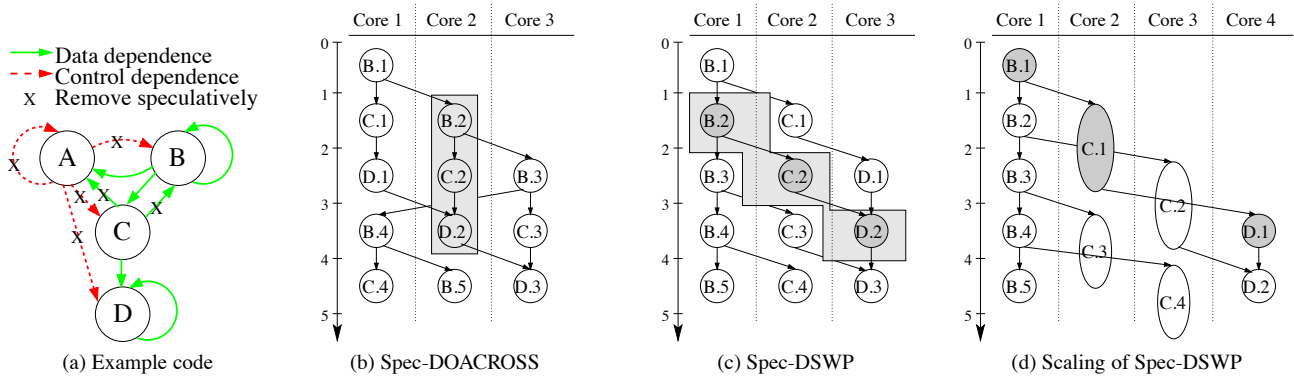 Data dependence
Control dependence
X Remove speculatively
X
A
X
B
X
X
X
X
C
D
(a) Example code
Core 1 Core 2 Core 3
0
B.1
1
C.1 B.2
2
D.1 C.2 B.3
3
B.4 D.2 C.3
4
C.4 B.5 D.3
5
(b) Spec-DOACROSS
Core 1 Core 2 Core 3
0
B.1
1
B.2 C.1
2
B.3 C.2 D.1
3
B.4 C.3 D.2
4
B.5 C.4 D.3
5
(c) Spec-DSWP
Core 1 Core 2 Core 3 Core 4
0
B.1
1
B.2 C.1
2
B.3 C.2
3
B.4 C.3 D.1
4
B.5 C.4 D.2
5
(d) Scaling of Spec-DSWP